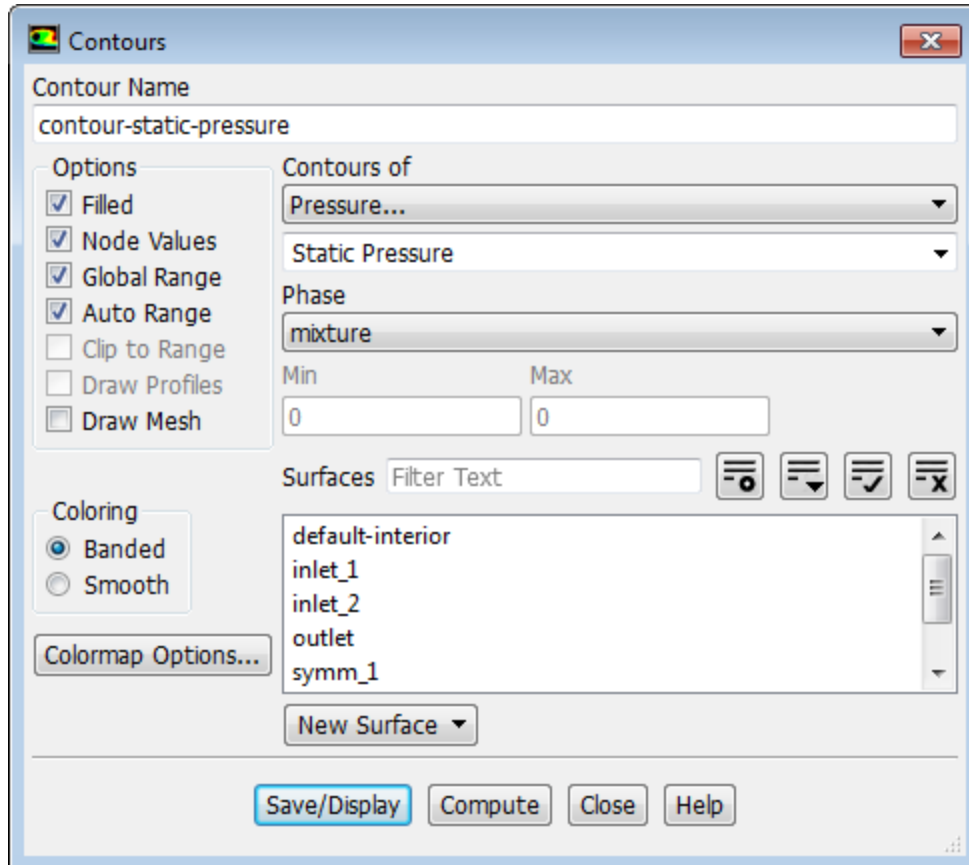 Contours
Contour Name
contour-static-pressure
Options
Filled
Node Values
Global Range
Auto Range
Clip to Range
Draw Profiles
Draw Mesh
Contours of
Pressure...
Static Pressure
Phase
mixture
Min Max
0 0
Surfaces Filter Text
Coloring
Banded
Smooth
Colormap Options...
default-interior
inlet_1
inlet_2
outlet
symm_1
New Surface
Save/Display Compute Close Help